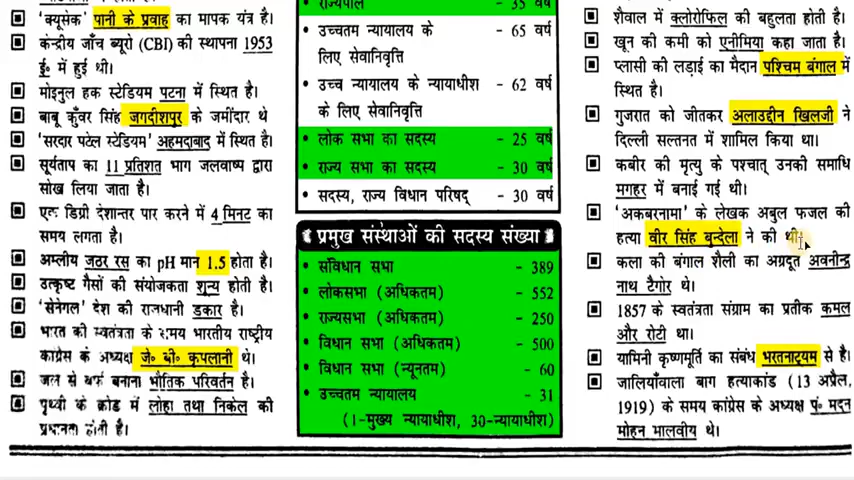 "क्यूसेक" पानी के प्रवाह का मापक यंत्र है।
केंन्द्रीय जाँच ब्यूरो (CBI) की स्थापना 1953
ई॰ में हुई थी।
मोइनुल हक स्टेडियम पटना में स्थित है।
बाबू कुँवर सिंह जगदीशपुर के जमींदार थे
'सरदार पटेल स्टेडियम' अहमदाबाद में स्थित है।
सूर्यताप का 11 प्रतिशत भाग जलवाष्प द्वारा
सोख लिया जाता है।
एक डिग्री देशान्तर पार करने में 4 मिनट का
समय लगता है।
अम्लीय जठर रस का pH मान 1.5 होता है।
उत्कृष्ट गैसों की संयोजकता शून्य होती है।
'सेनेगल' देश की राजधानी डकार है।
भारत की स्वतंत्रता के समय भारतीय राष्ट्रीय
कांग्रेस के अध्यक्ष जे॰ बी॰ कृपलानी थे।
जल से बर्फ बनाना भौतिक परिवर्तन है।
पृथ्वी के क्रोड में लोहा तथा निकेल की
प्रधानता होती है।
राज्यपाल - 35 वर्ष
• उच्चतम न्यायालय के - 65 वर्ष
लिए सेवानिवृत्ति
• उच्च न्यायालय के न्यायाधीश - 62 वर्ष
के लिए सेवानिवृत्ति
• लोक सभा का सदस्य - 25 वर्ष
• राज्य सभा का सदस्य - 30 वर्ष
• सदस्य, राज्य विधान परिषद् - 30 वर्ष
प्रमुख संस्थाओं की सदस्य संख्या
• संविधान सभा - 389
• लोकसभा (अधिकतम) - 552
• राज्यसभा (अधिकतम) - 250
• विधान सभा (अधिकतम) - 500
• विधान सभा (न्यूनतम) - 60
• उच्चतम न्यायालय - 31
(1-मुख्य न्यायाधीश, 30-न्यायाधीश)
शैवाल में क्लोरोफिल की बहुलता होती है।
खून की कमी को एनीमिया कहा जाता है।
प्लासी की लड़ाई का मैदान पश्चिम बंगाल में
स्थित है।
गुजरात को जीतकर अलाउद्दीन खिलजी ने
दिल्ली सल्तनत में शामिल किया था।
कबीर की मृत्यु के पश्चात् उनकी समाधि
मगहर में बनाई गई थी।
'अकबरनामा' के लेखक अबुल फजल की
हत्या वीर सिंह बुन्देला ने की थी।
कला की बंगाल शैली का अग्रदूत अवनीन्द्र
नाथ टैगोर थे।
1857 के स्वतंत्रता संग्राम का प्रतीक कमल
और रोटी था।
यामिनी कृष्णमूर्ति का संबंध भरतनाट्यम से है।
जालियाँवाला बाग हत्याकांड (13 अप्रैल,
1919) के समय कांग्रेस के अध्यक्ष पं॰ मदन
मोहन मालवीय थे।